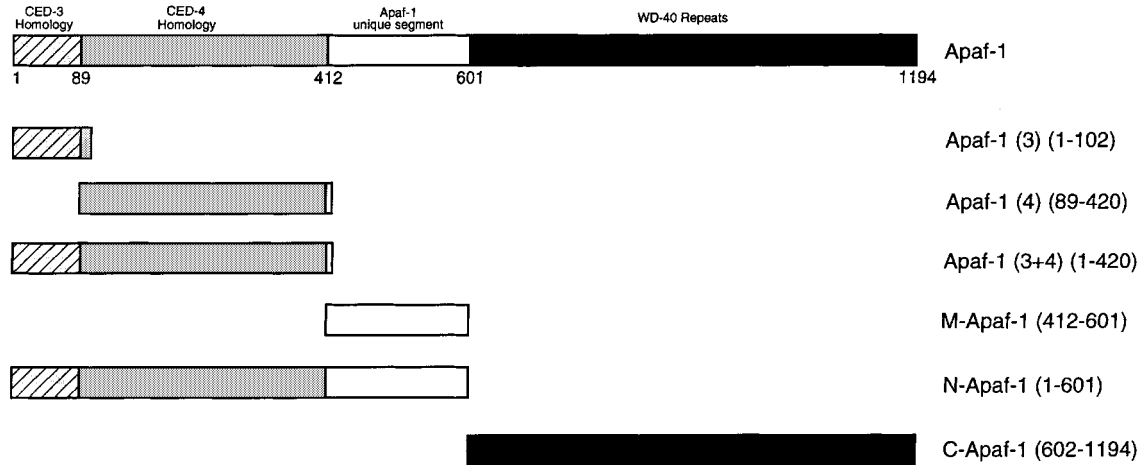 CED-3
Homology
CED-4
Homology
Apaf-1
unique segment
WD-40 Repeats
Apaf-1
1 89 412 601 1194
Apaf-1 (3) (1-102)
Apaf-1 (4) (89-420)
Apaf-1 (3+4) (1-420)
M-Apaf-1 (412-601)
N-Apaf-1 (1-601)
C-Apaf-1 (602-1194)